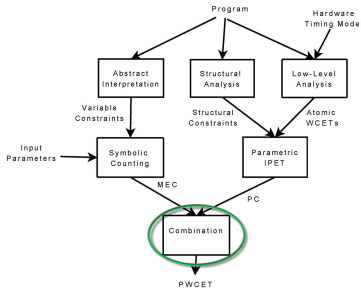 Program
Hardware
Timing Mode
Abstract
Interpretation
Structural
Analysis
Low-Level
Analysis
Variable
Constraints
Structural
Constraints
Atomic
WCETs
Input
Parameters
Symbolic
Counting
Parametric
IPET
MEC
PC
Combination
PWCET